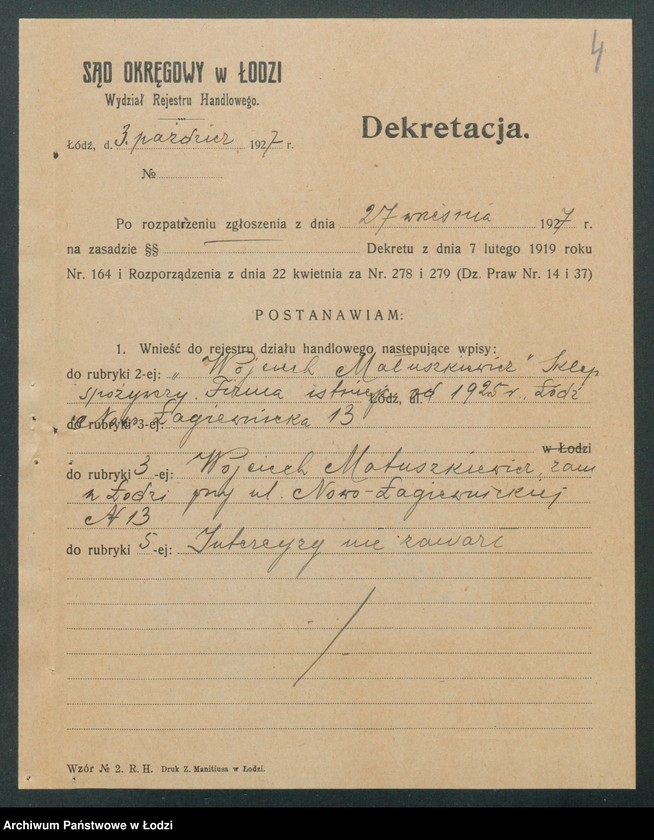 4
SĄD OKRĘGOWY w ŁODZI
Wydział Rejestru Handlowego.
Dekretacja.
Łódź, d. 3. paździer 1927 r.
№
Po rozpatrzeniu zgłoszenia z dnia 27 września 1927 r.
na zasadzie §§ Dekretu z dnia 7 lutego 1919 roku
Nr. 164 i Rozporządzenia z dnia 22 kwietnia za Nr. 278 i 279 (Dz. Praw Nr. 14 i 37)
POSTANAWIAM:
1. Wnieść do rejestru działu handlowego następujące wpisy:
do rubryki 2-ej: „Wojciech Matuszkiewicz" Sklep
spożywczy. Firma istnieje od 1925 r. Łódź
Łódź, ul.
Nowo Łagiewnicka 13
do rubryki 3-ej:
w Łodzi
do rubryki 3-ej: Wojciech Matuszkiewicz, zam
w Łodzi przy ul. Nowo-Łagiewnickiej
№ 13
do rubryki 5-ej: Intercyzy nie zawarł
Wzór № 2. R. H. Druk Z. Manitiusa w Łodzi.
Archiwum Państwowe w Łodzi